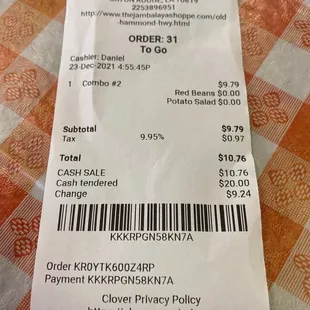 2253896951
http://www.thejambalayashoppe.com/old
-hammond-hwy.html
ORDER: 31
To Go
Cashier: Daniel
23-Dec-2021 4:55:45P
1 Combo #2 $9.79
Red Beans $0.00
Potato Salad $0.00
Subtotal $9.79
Tax 9.95% $0.97
Total $10.76
CASH SALE $10.76
Cash tendered $20.00
Change $9.24
KKKRPGN58KN7A
Order KR0YTK600Z4RP
Payment KKKRPGN58KN7A
Clover Privacy Policy